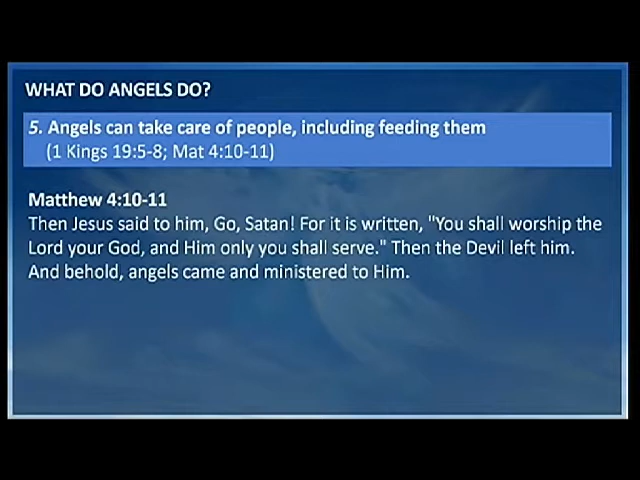 WHAT DO ANGELS DO?
5. Angels can take care of people, including feeding them
(1 Kings 19:5-8; Mat 4:10-11)
Matthew 4:10-11
Then Jesus said to him, Go, Satan! For it is written, "You shall worship the
Lord your God, and Him only you shall serve." Then the Devil left him.
And behold, angels came and ministered to Him.